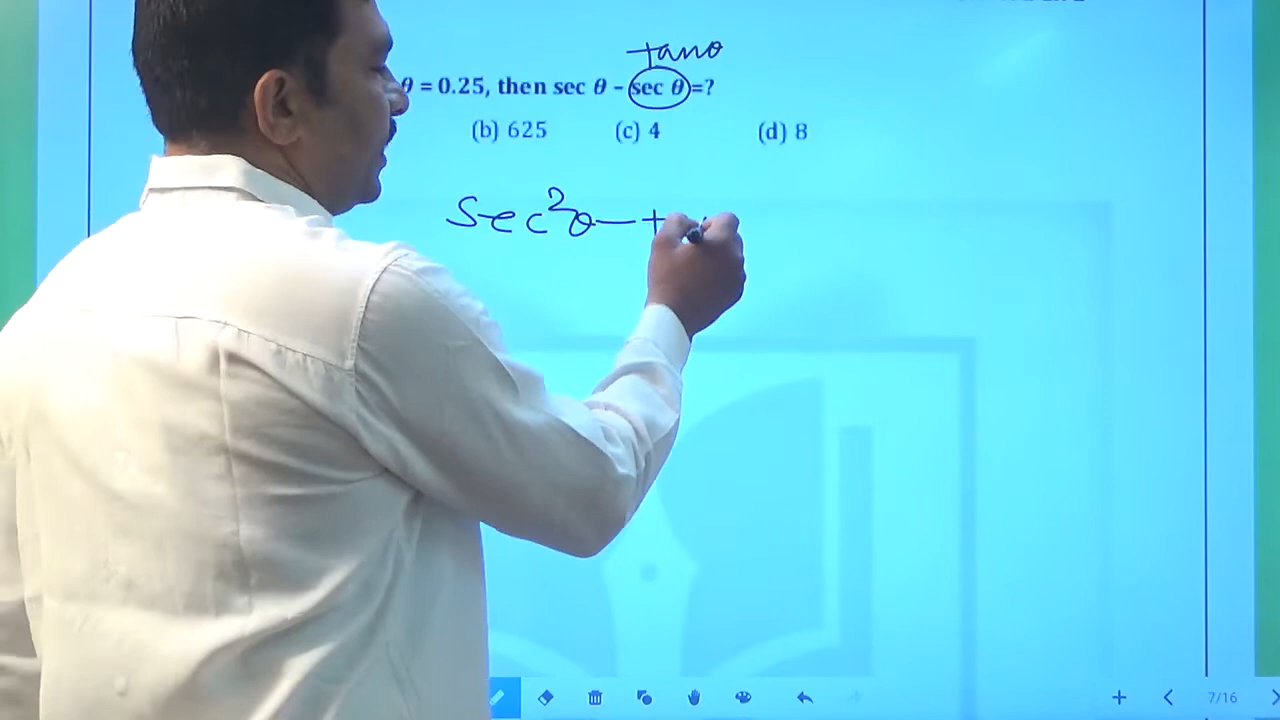 tanθ
θ = 0.25, then sec θ - sec θ =?
(b) 625 (c) 4 (d) 8
sec²θ - t
7/16